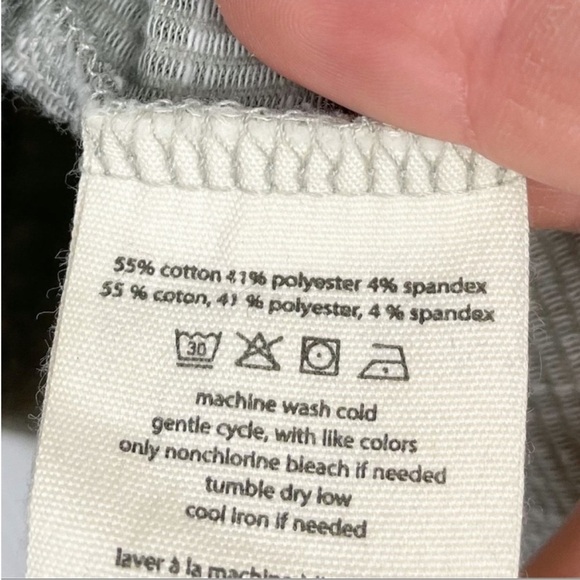 55% cotton 41% polyester 4% spandex
55 % coton, 41 % polyester, 4 % spandex
30
machine wash cold
gentle cycle, with like colors
only nonchlorine bleach if needed
tumble dry low
cool iron if needed
laver à la machine